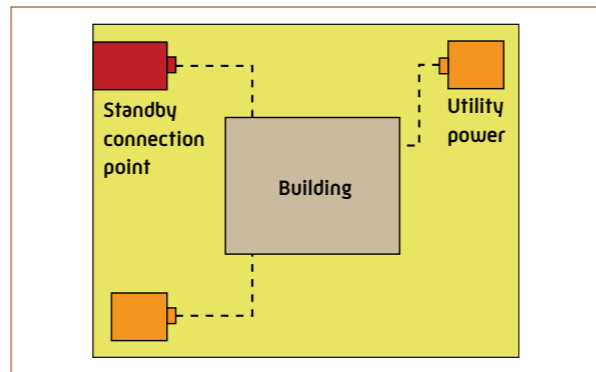 Standby
connection
point
Utility
power
Building